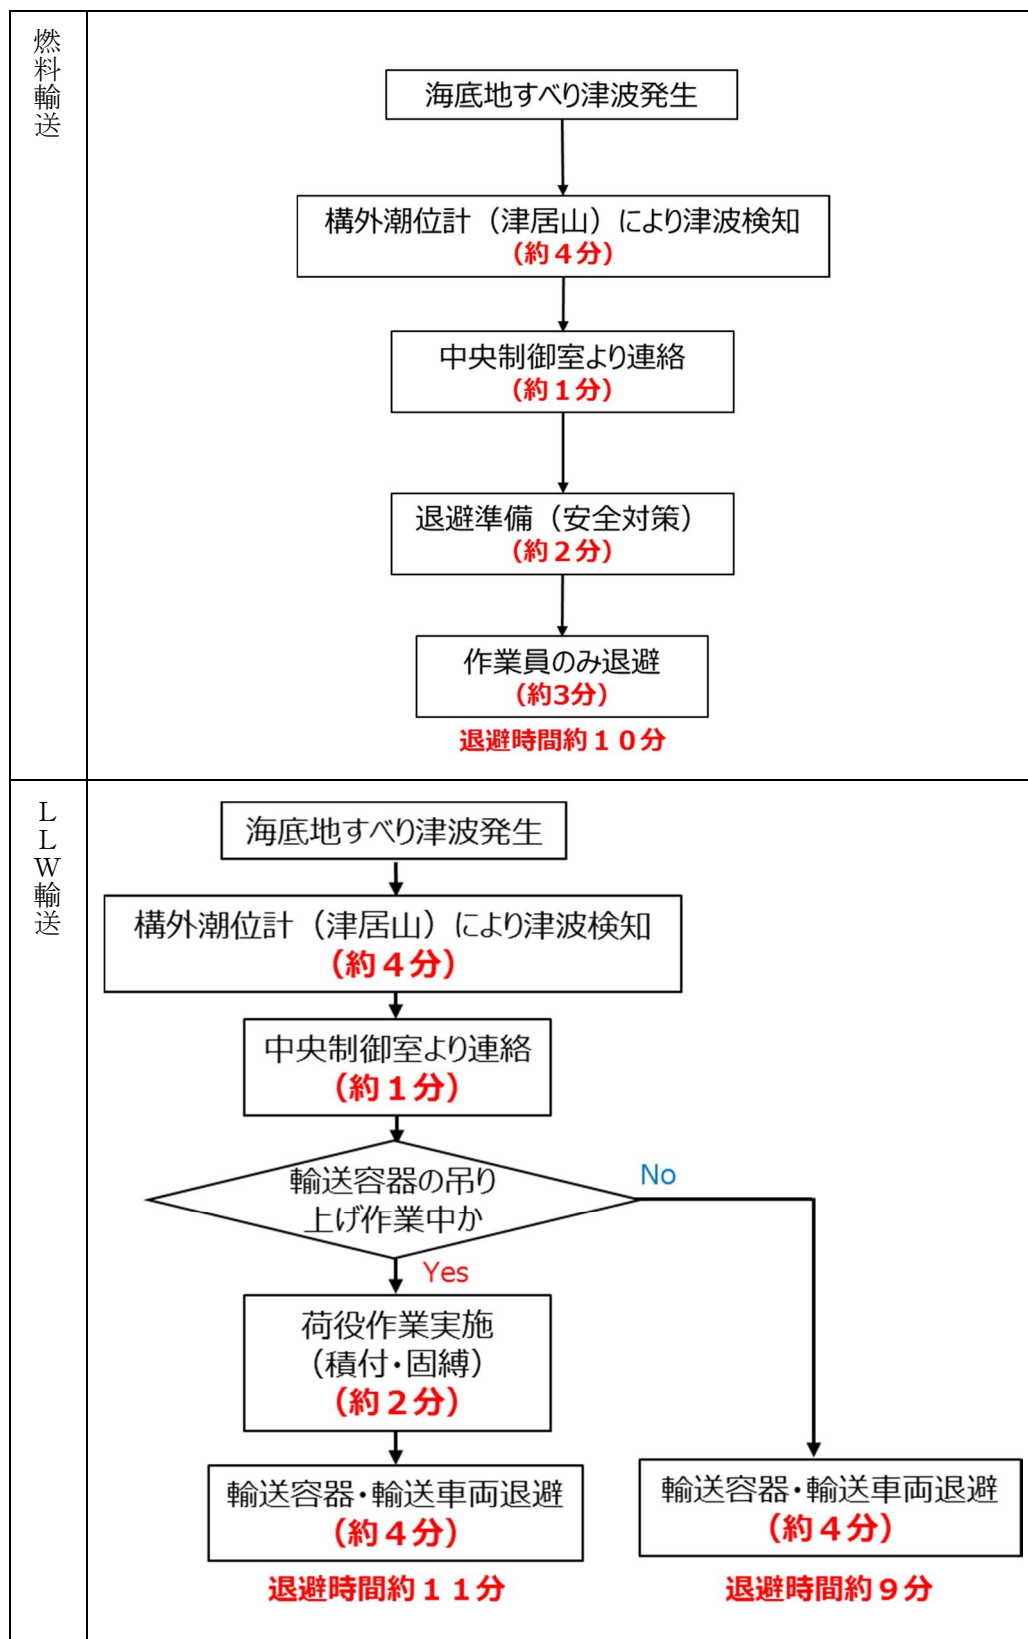 燃料輸送
海底地すべり津波発生
構外潮位計（津居山）により津波検知
（約４分）
中央制御室より連絡
（約１分）
退避準備（安全対策）
（約２分）
作業員のみ退避
（約3分）
退避時間約１０分
ＬＬＷ輸送
海底地すべり津波発生
構外潮位計（津居山）により津波検知
（約４分）
中央制御室より連絡
（約１分）
輸送容器の吊り
上げ作業中か
No
Yes
荷役作業実施
（積付・固縛）
（約２分）
輸送容器・輸送車両退避
（約４分）
退避時間約１１分
輸送容器・輸送車両退避
（約４分）
退避時間約９分